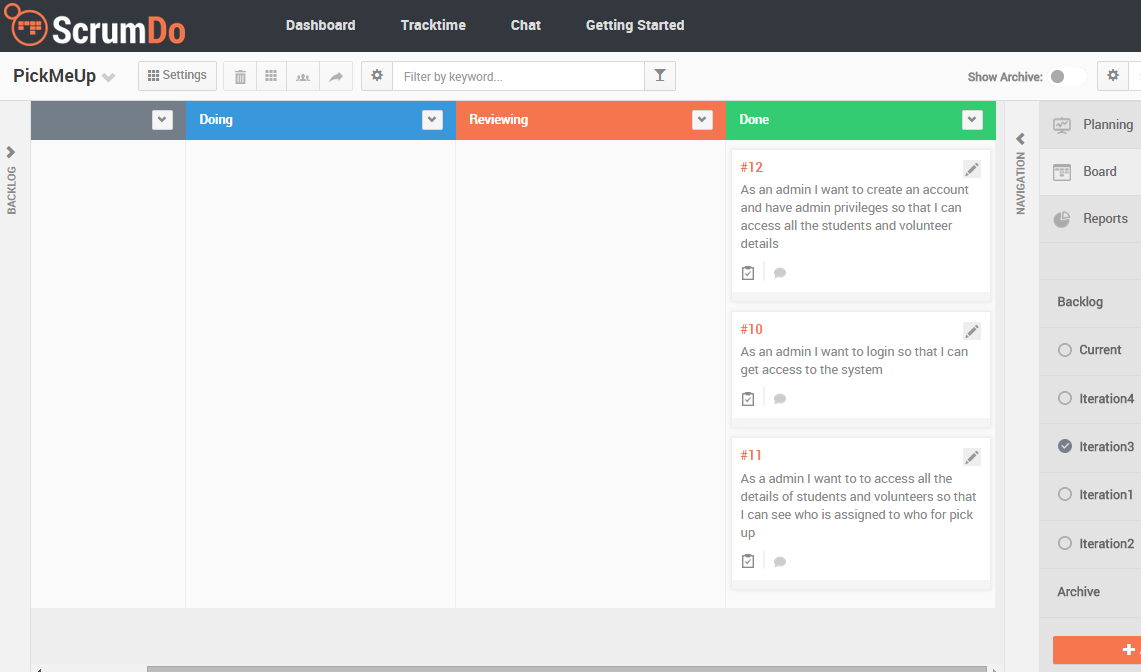 ScrumDo
Dashboard
Tracktime
Chat
Getting Started
PickMeUp
Settings
Filter by keyword...
Show Archive:
BACKLOG
Doing
Reviewing
Done
#12
As an admin I want to create an account
and have admin privileges so that I can
access all the students and volunteer
details
#10
As an admin I want to login so that I can
get access to the system
#11
As a admin I want to to access all the
details of students and volunteers so that
I can see who is assigned to who for pick
up
NAVIGATION
Planning
Board
Reports
Backlog
Current
Iteration4
Iteration3
Iteration1
Iteration2
Archive